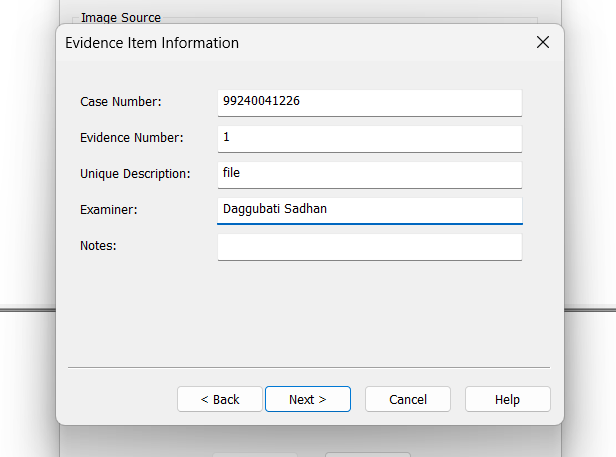 Image Source
Evidence Item Information
Case Number: 99240041226
Evidence Number: 1
Unique Description: file
Examiner: Daggubati Sadhan
Notes:
< Back Next > Cancel Help